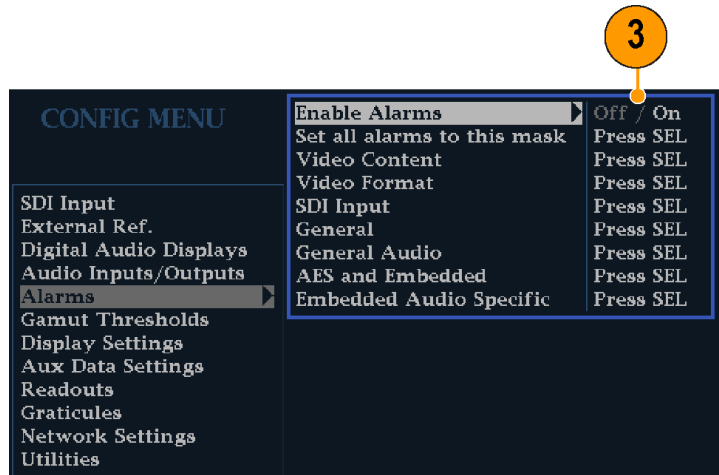 3
CONFIG MENU
Enable Alarms Off / On
Set all alarms to this mask Press SEL
Video Content Press SEL
Video Format Press SEL
SDI Input Press SEL
General Press SEL
General Audio Press SEL
AES and Embedded Press SEL
Embedded Audio Specific Press SEL
SDI Input
External Ref.
Digital Audio Displays
Audio Inputs/Outputs
Alarms
Gamut Thresholds
Display Settings
Aux Data Settings
Readouts
Graticules
Network Settings
Utilities